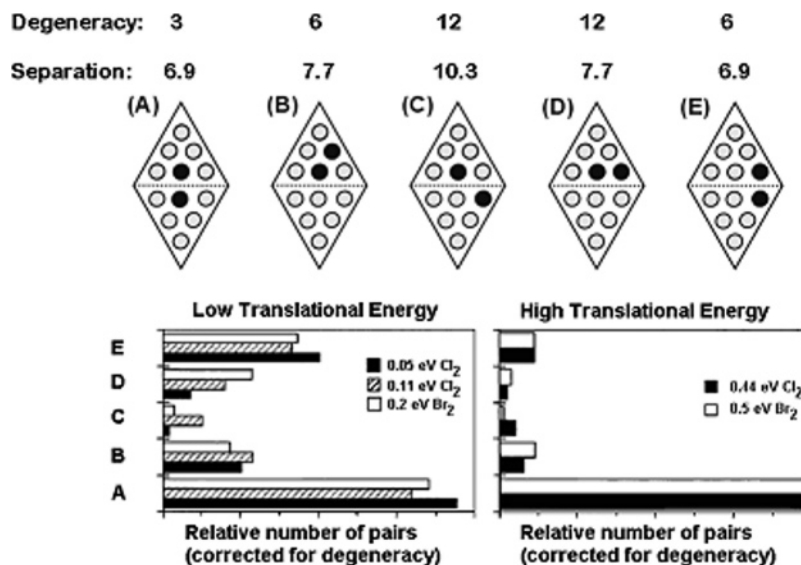 Degeneracy: 3 6 12 12 6
Separation: 6.9 7.7 10.3 7.7 6.9
(A) (B) (C) (D) (E)
Low Translational Energy High Translational Energy
E
D
C
B
A
0.05 eV Cl2
0.11 eV Cl2
0.2 eV Br2
0.44 eV Cl2
0.5 eV Br2
Relative number of pairs
(corrected for degeneracy)
Relative number of pairs
(corrected for degeneracy)